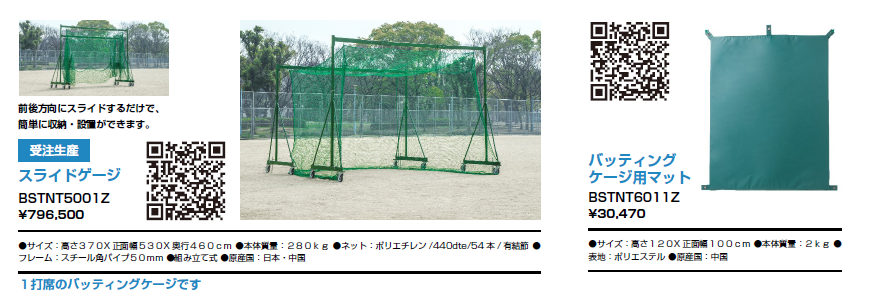 前後方向にスライドするだけで、
簡単に収納・設置ができます。
受注生産
スライドゲージ
BSTNT5001Z
¥796,500
●サイズ：高さ３７０Ｘ正面幅５３０Ｘ奥行４６０ｃｍ ●本体質量：２８０ｋｇ ●ネット：ポリエチレン /440dte/54 本 / 有結節 ●
フレーム：スチール角パイプ５０ｍｍ ●組み立て式 ●原産国：日本・中国
１打席のバッティングケージです
バッティング
ケージ用マット
BSTNT6011Z
¥30,470
●サイズ：高さ１２０Ｘ正面幅１００ｃｍ ●本体質量：２ｋｇ ●
表地：ポリエステル ●原産国：中国